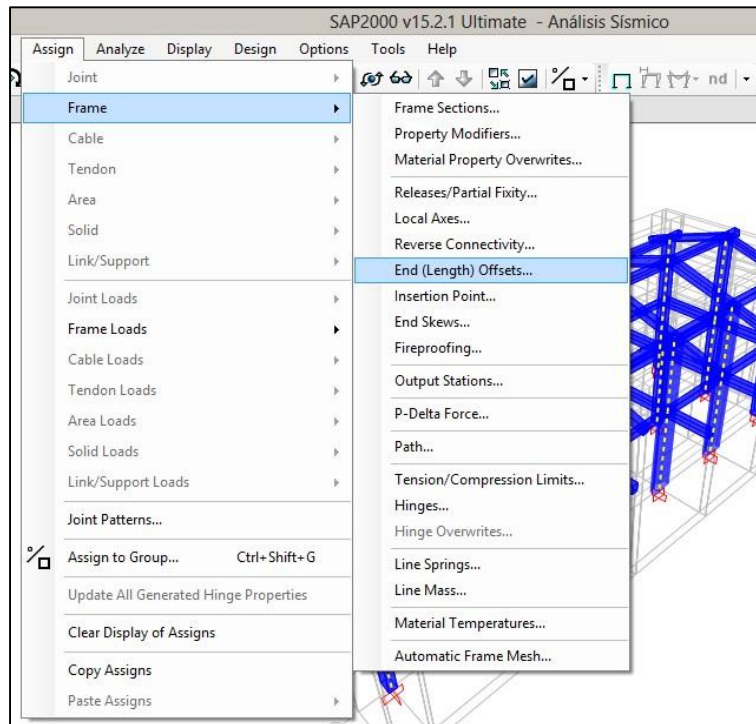 SAP2000 v15.2.1 Ultimate - Análisis Sísmico
Assign Analyze Display Design Options Tools Help
nd
Joint
Frame
Cable
Tendon
Area
Solid
Link/Support
Joint Loads
Frame Loads
Cable Loads
Tendon Loads
Area Loads
Solid Loads
Link/Support Loads
Joint Patterns...
Assign to Group... Ctrl+Shift+G
Update All Generated Hinge Properties
Clear Display of Assigns
Copy Assigns
Paste Assigns
Frame Sections...
Property Modifiers...
Material Property Overwrites...
Releases/Partial Fixity...
Local Axes...
Reverse Connectivity...
End (Length) Offsets...
Insertion Point...
End Skews...
Fireproofing...
Output Stations...
P-Delta Force...
Path...
Tension/Compression Limits...
Hinges...
Hinge Overwrites...
Line Springs...
Line Mass...
Material Temperatures...
Automatic Frame Mesh...